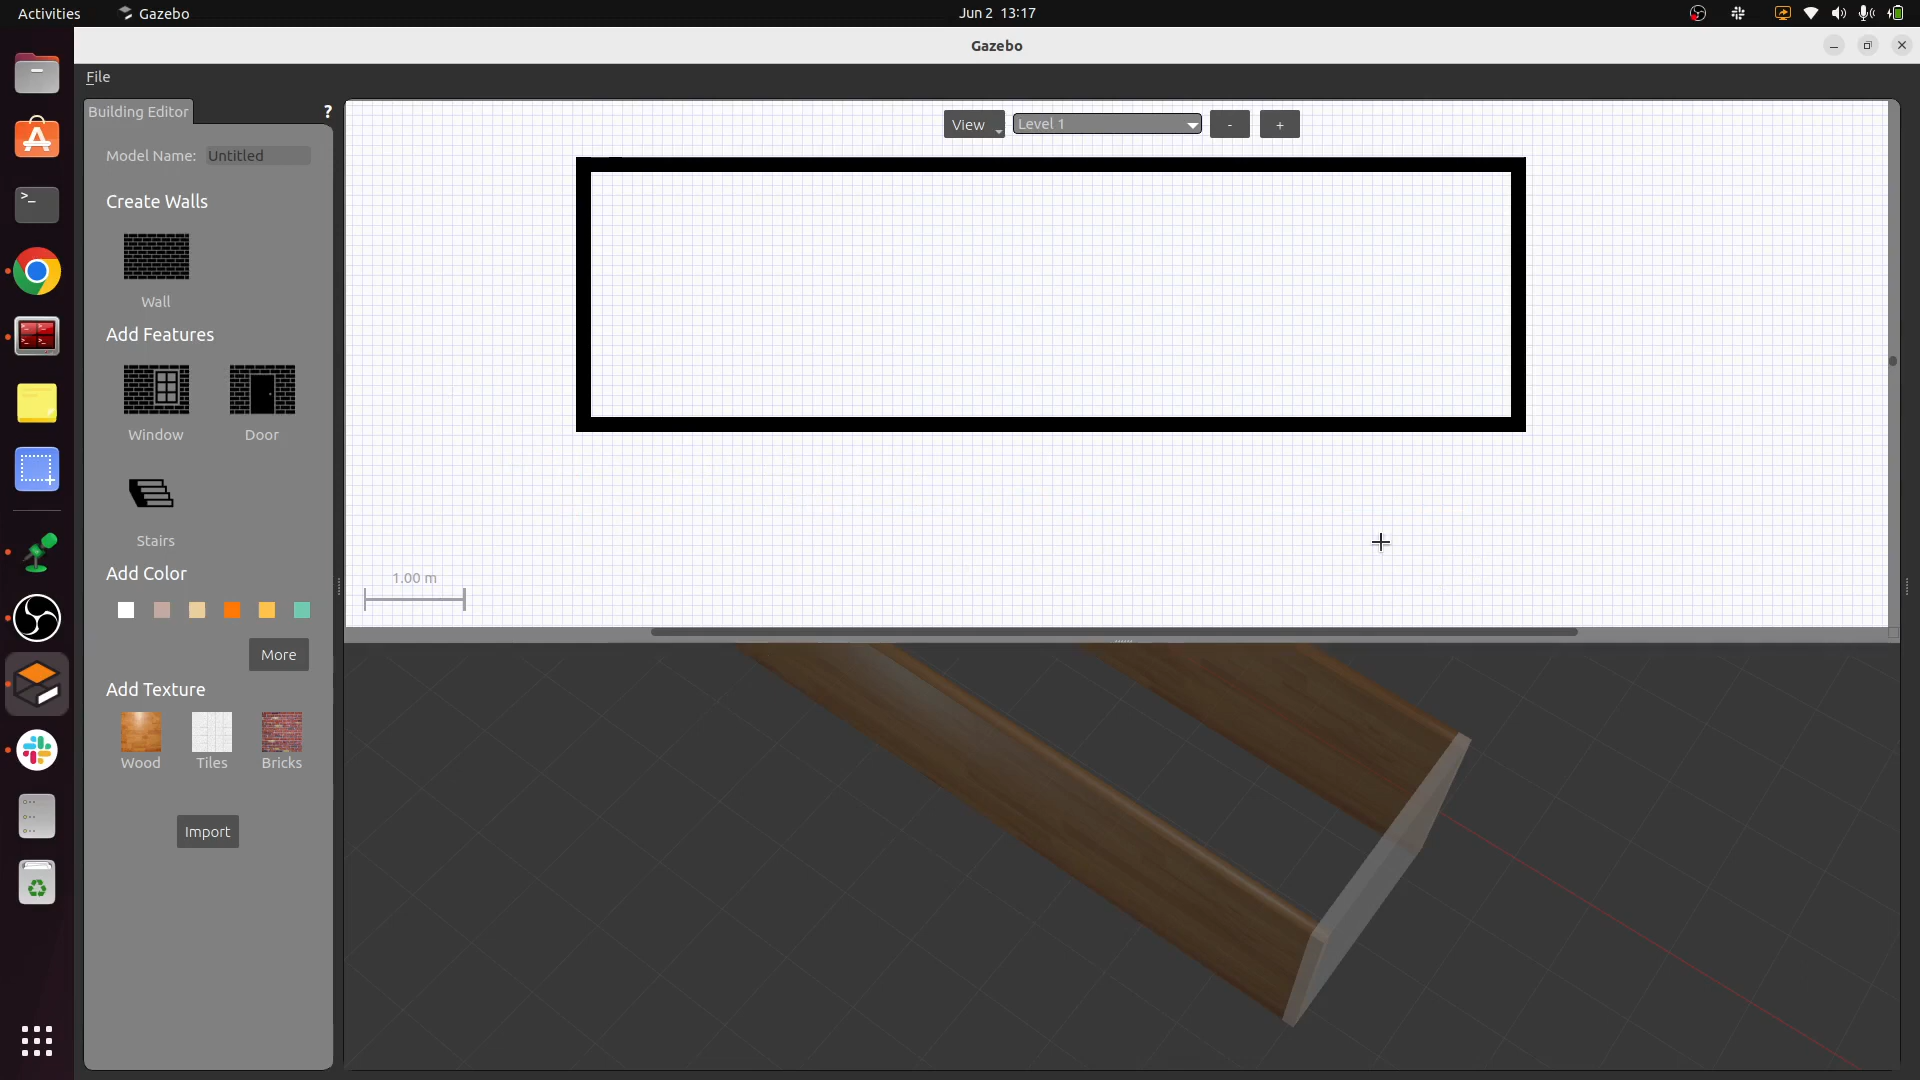 Activities
Gazebo
Jun 2 13:17
Gazebo
File
Building Editor
?
Model Name: Untitled
Create Walls
Wall
Add Features
Window
Door
Stairs
Add Color
More
Add Texture
Wood
Tiles
Bricks
Import
View
Level 1
-
+
1.00 m